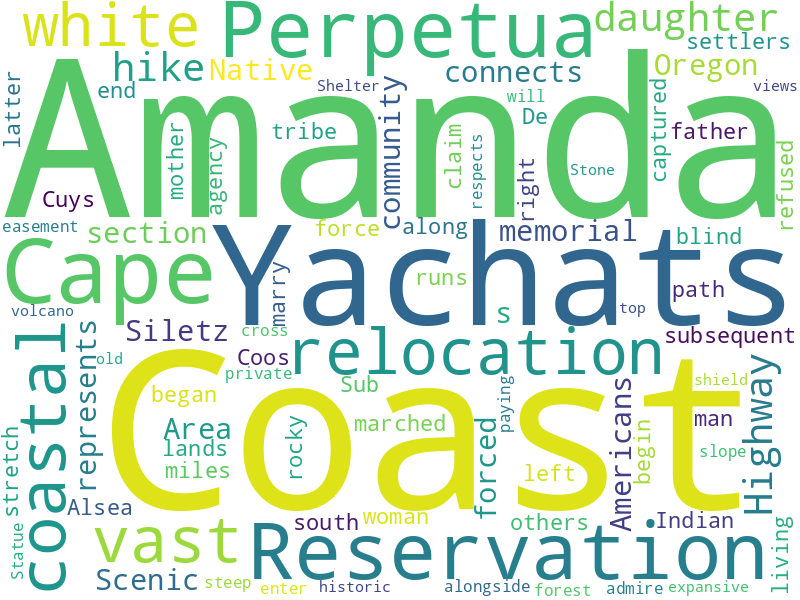 white Perpetua daughter
settlers
hike Native connects Oregon
latter end Shelter community will captured views
Amanda
De
mother agency tribe claim respects father
Stone refused
Cuys right
easement section force along memorial blind
Cape Yachats
marry runs path
volcano s top
Siletz cross subsequent
coastal represents old Coos relocation
private
began Sub shield
Coast
Area rocky marched paying forced Americans man Highway
lands slope
stretch miles left begin
Alsea
woman south others Indian
Statue vast Reservation living
Scenic steep enter historic alongside forest admire expansive